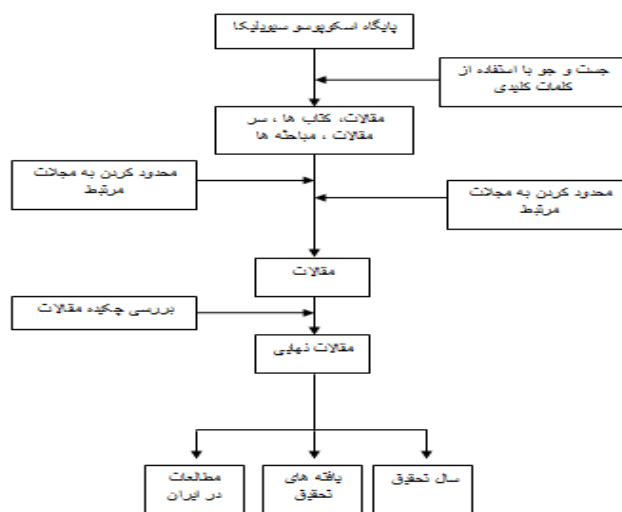 پایگاه اسکوپوسو سیویلیکا
جست و جو با استفاده از
کلمات کلیدی
مقالات، کتاب ها ، سر
مقالات ، مباحثه ها
محدود کردن به مجلات
مرتبط
محدود کردن به مجلات
مرتبط
مقالات
بررسی چکیده مقالات
مقالات نهایی
سال تحقیق
یافته های
تحقیق
مطالعات
در ایران